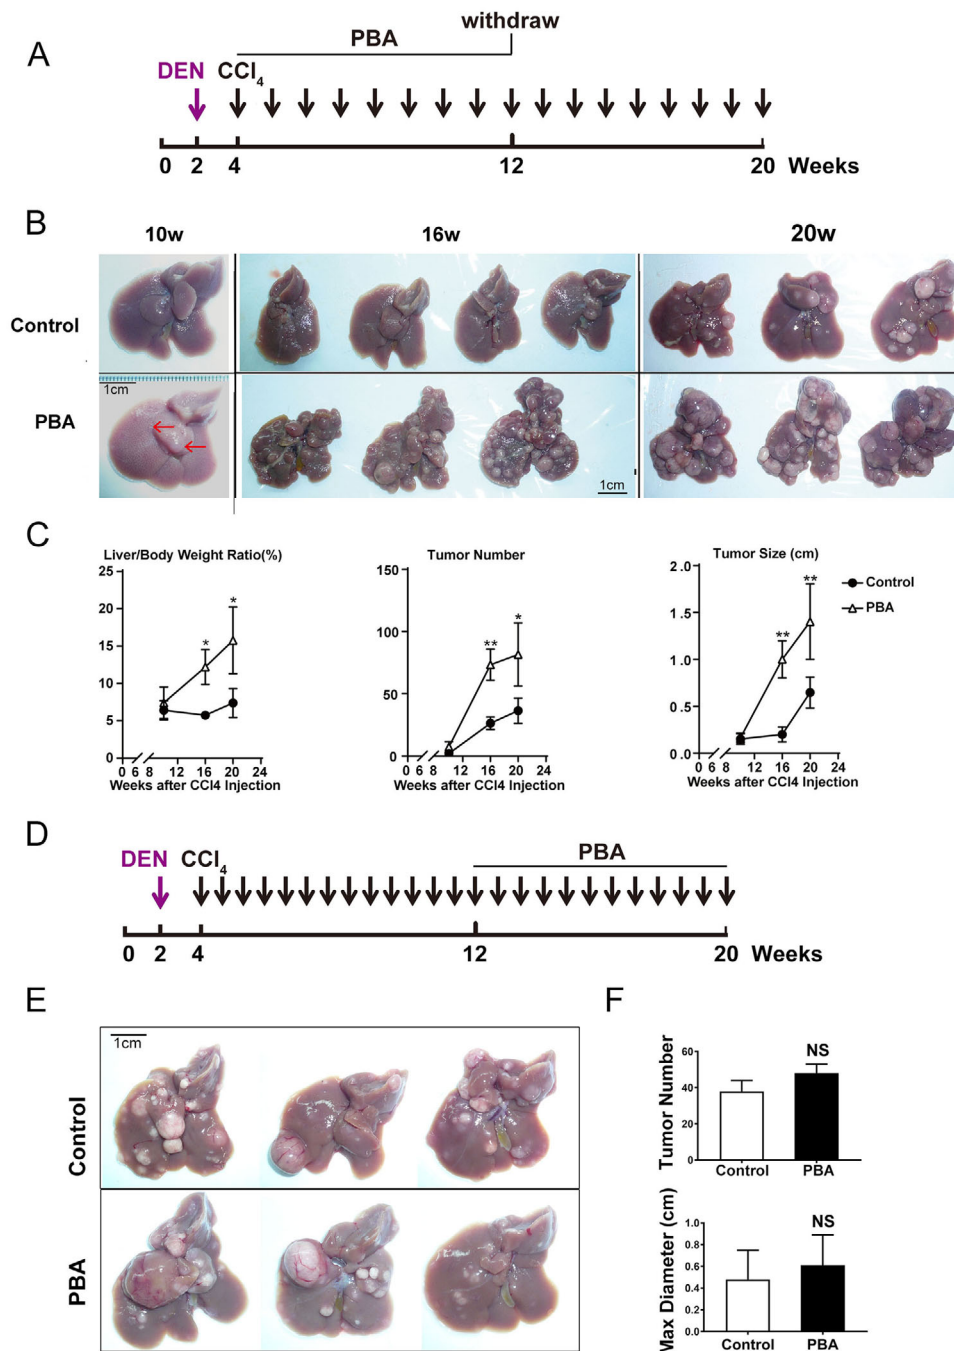 A
withdraw
PBA
DEN CCl4
0 2 4 12 20 Weeks
B
10w 16w 20w
Control
1cm
PBA
1cm
C
Liver/Body Weight Ratio(%)
25
20
15
10
5
0
* *
0 6 12 16 20 24
Weeks after CCl4 Injection
Tumor Number
150
100
50
0
** *
0 6 12 16 20 24
Weeks after CCl4 Injection
Tumor Size (cm)
2.0
1.5
1.0
0.5
0.0
** **
0 6 12 16 20 24
Weeks after CCl4 Injection
Control
PBA
D
DEN CCl4
PBA
0 2 4 12 20 Weeks
E
1cm
Control
PBA
F
Tumor Number
60
40
20
0
NS
Control PBA
Max Diameter (cm)
1.0
0.8
0.6
0.4
0.2
0.0
NS
Control PBA